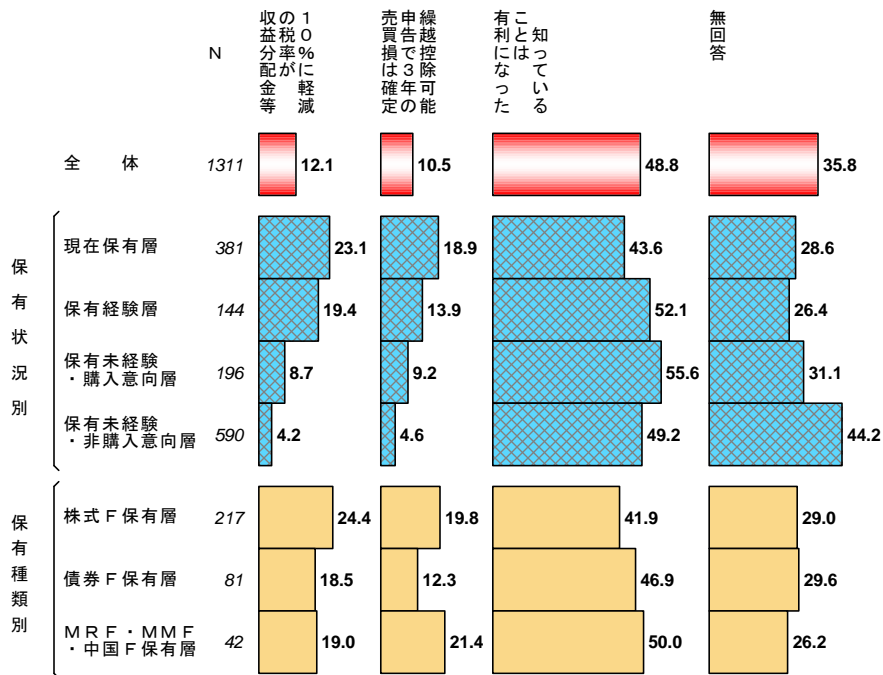 N
収益分配金等
の税率が
１０％に軽減
売買損は確定
申告で３年の
繰越控除可能
有利になった
ことは
知っている
無回答
全　体 1311 12.1 10.5 48.8 35.8
保有状況別
現在保有層 381 23.1 18.9 43.6 28.6
保有経験層 144 19.4 13.9 52.1 26.4
保有未経験
・購入意向層 196 8.7 9.2 55.6 31.1
保有未経験
・非購入意向層 590 4.2 4.6 49.2 44.2
保有種類別
株式Ｆ保有層 217 24.4 19.8 41.9 29.0
債券Ｆ保有層 81 18.5 12.3 46.9 29.6
ＭＲＦ・ＭＭＦ
・中国Ｆ保有層 42 19.0 21.4 50.0 26.2